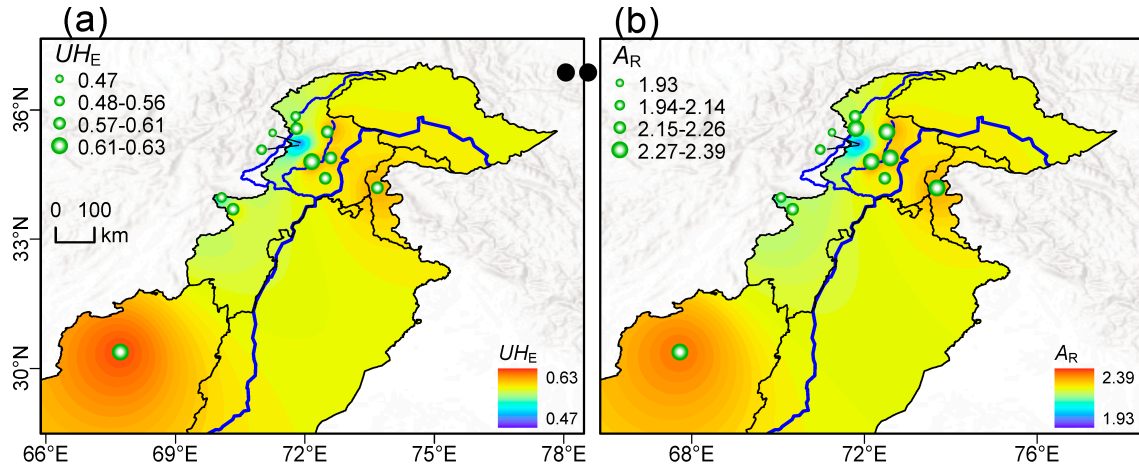 (a)
UHE
0.47
0.48-0.56
0.57-0.61
0.61-0.63
0 100
km
UHE
0.63
0.47
36°N
33°N
30°N
66°E
69°E
72°E
75°E
78°E
(b)
AR
1.93
1.94-2.14
2.15-2.26
2.27-2.39
AR
2.39
1.93
68°E
72°E
76°E